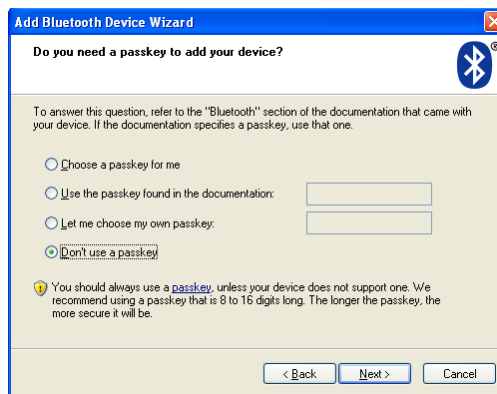 Add Bluetooth Device Wizard
Do you need a passkey to add your device?
®
To answer this question, refer to the "Bluetooth" section of the documentation that came with
your device. If the documentation specifies a passkey, use that one.
Choose a passkey for me
Use the passkey found in the documentation:
Let me choose my own passkey:
Don't use a passkey
You should always use a passkey, unless your device does not support one. We
recommend using a passkey that is 8 to 16 digits long. The longer the passkey, the
more secure it will be.
< Back Next > Cancel